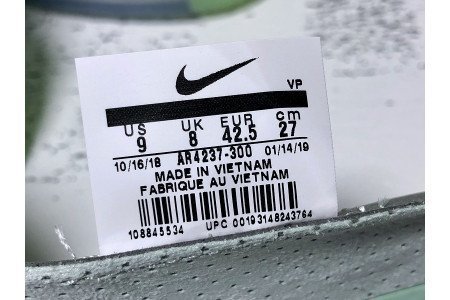 VP
US UK EUR cm
9 8 42.5 27
10/16/18 AR4237-300 01/14/19
MADE IN VIETNAM
FABRIQUE AU VIETNAM
108845534 UPC 00193148243764